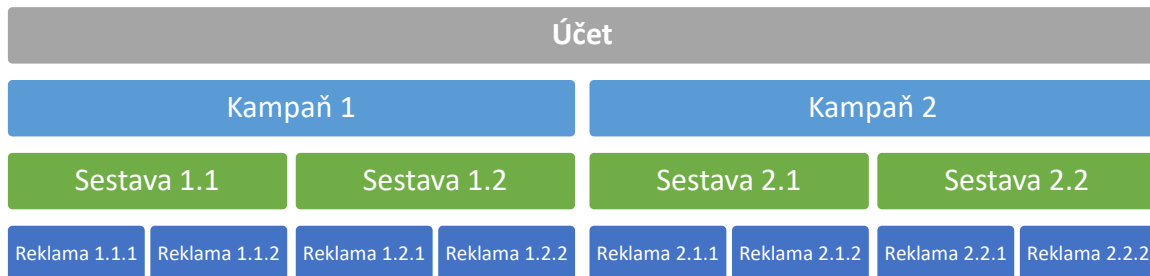 Účet
Kampaň 1 Kampaň 2
Sestava 1.1 Sestava 1.2 Sestava 2.1 Sestava 2.2
Reklama 1.1.1 Reklama 1.1.2 Reklama 1.2.1 Reklama 1.2.2 Reklama 2.1.1 Reklama 2.1.2 Reklama 2.2.1 Reklama 2.2.2